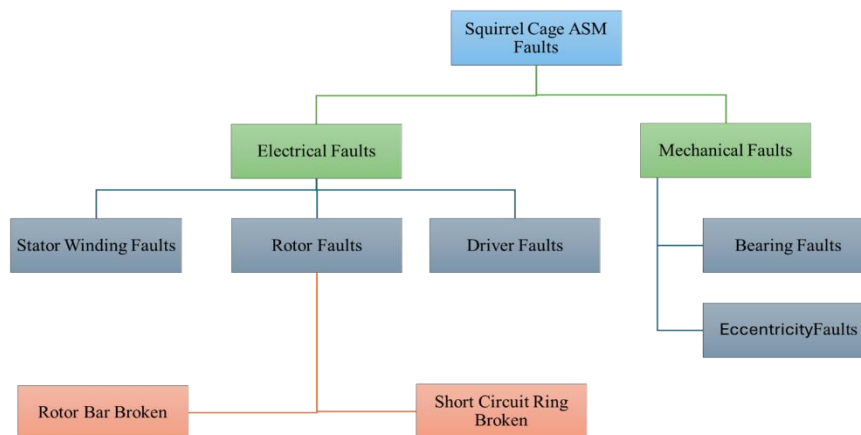 Squirrel Cage ASM
Faults
Electrical Faults
Mechanical Faults
Stator Winding Faults
Rotor Faults
Driver Faults
Bearing Faults
EccentricityFaults
Rotor Bar Broken
Short Circuit Ring
Broken